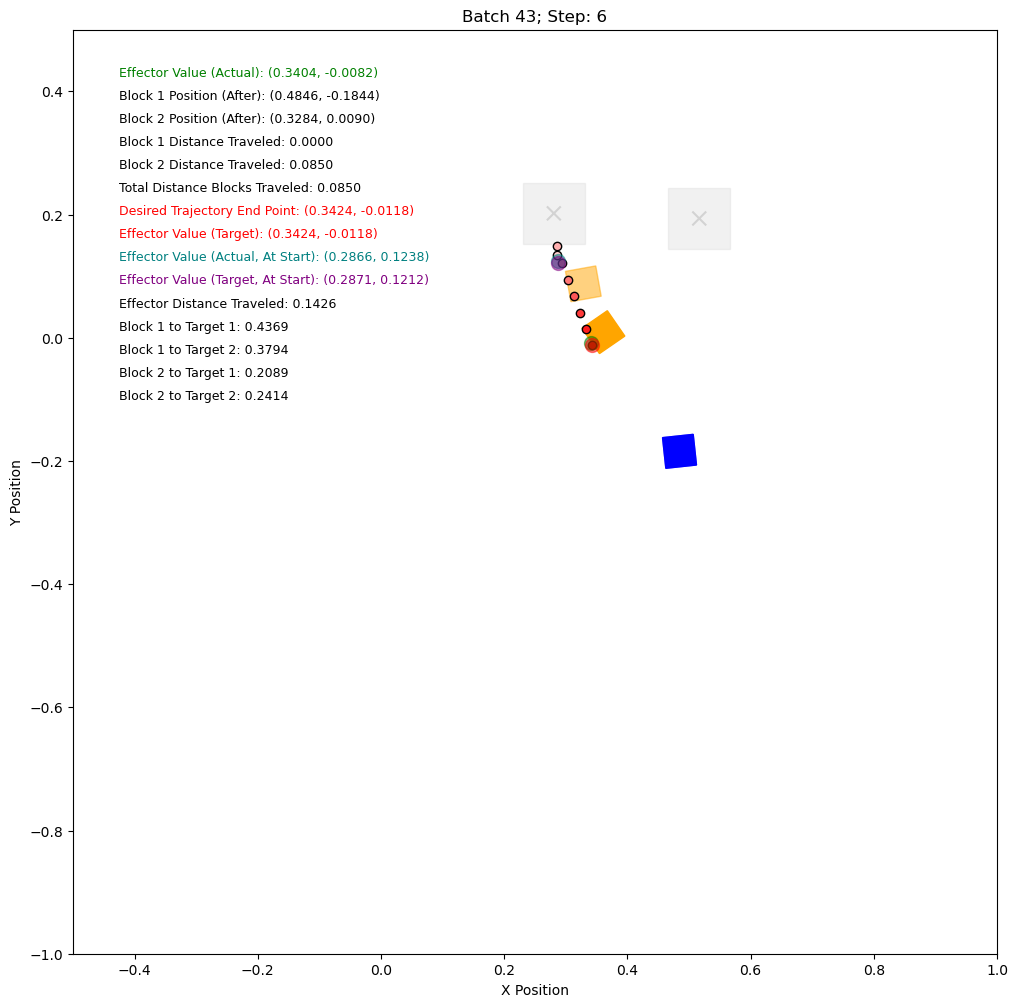 Batch 43; Step: 6
Effector Value (Actual): (0.3404, -0.0082)
Block 1 Position (After): (0.4846, -0.1844)
Block 2 Position (After): (0.3284, 0.0090)
Block 1 Distance Traveled: 0.0000
Block 2 Distance Traveled: 0.0850
Total Distance Blocks Traveled: 0.0850
Desired Trajectory End Point: (0.3424, -0.0118)
Effector Value (Target): (0.3424, -0.0118)
Effector Value (Actual, At Start): (0.2866, 0.1238)
Effector Value (Target, At Start): (0.2871, 0.1212)
Effector Distance Traveled: 0.1426
Block 1 to Target 1: 0.4369
Block 1 to Target 2: 0.3794
Block 2 to Target 1: 0.2089
Block 2 to Target 2: 0.2414
Y Position
0.4
0.2
0.0
−0.2
−0.4
−0.6
−0.8
−1.0
−0.4 −0.2 0.0 0.2 0.4 0.6 0.8 1.0
X Position